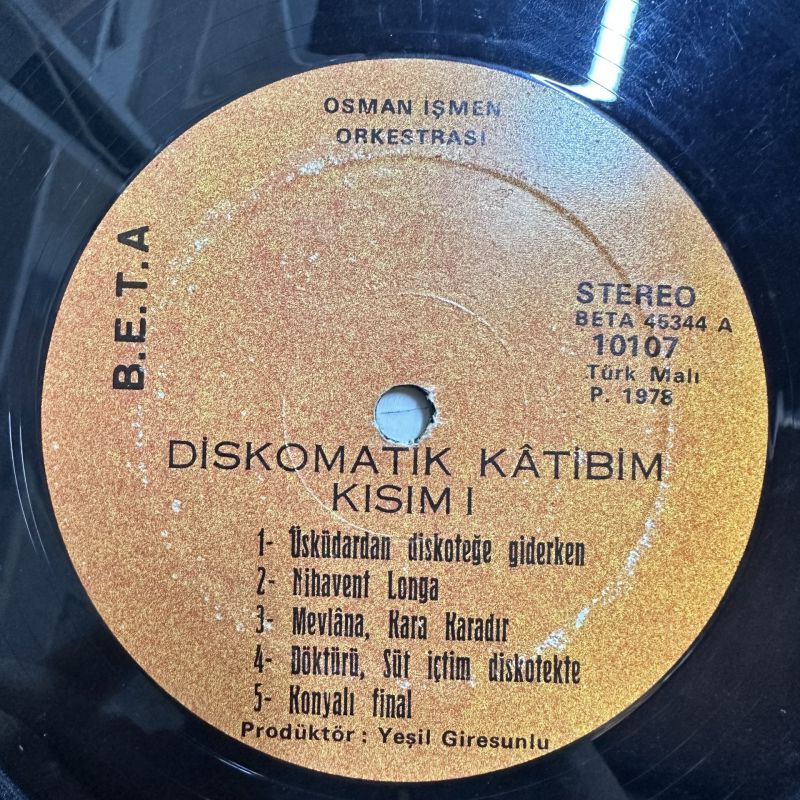 OSMAN IŞMEN
ORKESTRASI
B.E.T.A
STEREO
BETA 45344 A
10107
Türk Malı
P. 1978
DİSKOMATİK KÂTİBİM
KISIM I
1- Üsküdardan diskoteğe giderken
2- Nihavent Longa
3- Mevlâna, Kara Karadır
4- Döktürü, Süt içtim diskotekte
5- Konyalı final
Prodüktör : Yeşil Giresunlu